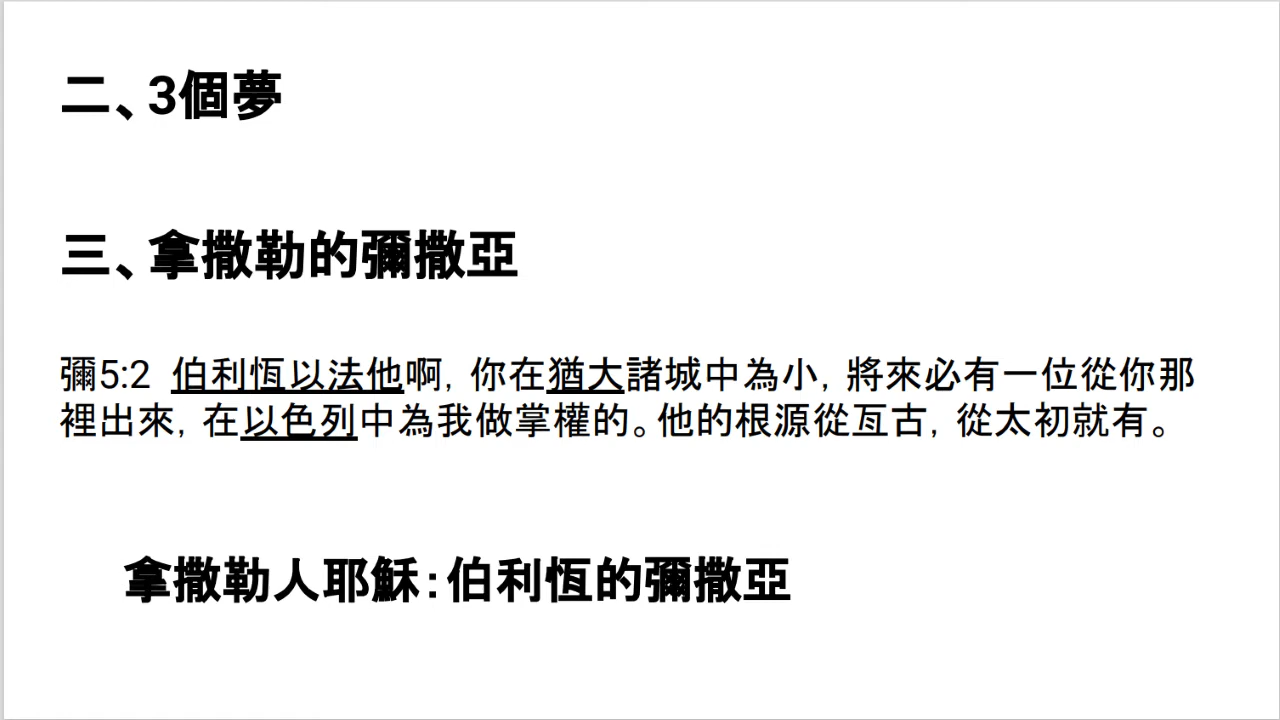 二、3個夢
三、拿撒勒的彌撒亞
彌5:2 伯利恆以法他啊，你在猶大諸城中為小，將來必有一位從你那
裡出來，在以色列中為我做掌權的。他的根源從亙古，從太初就有。
拿撒勒人耶穌：伯利恆的彌撒亞